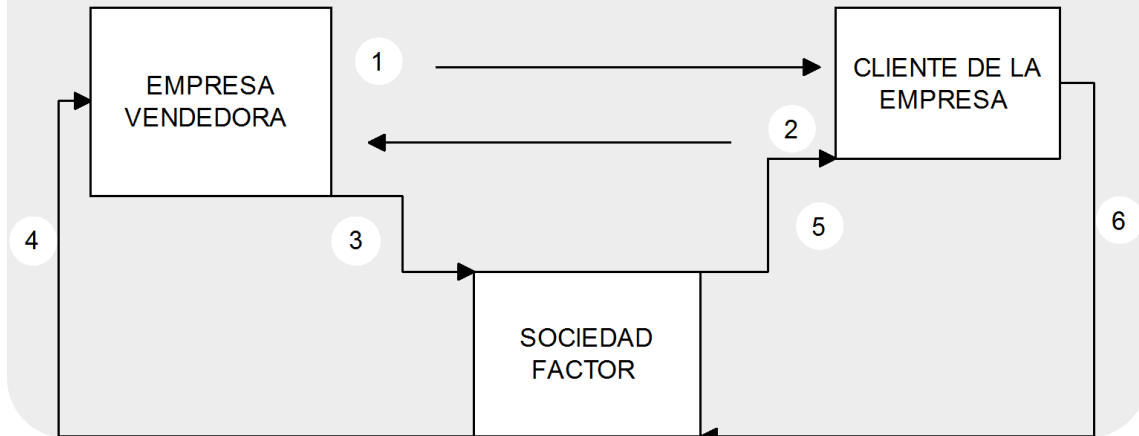 1
EMPRESA
VENDEDORA
CLIENTE DE LA
EMPRESA
2
3
4
5
6
SOCIEDAD
FACTOR